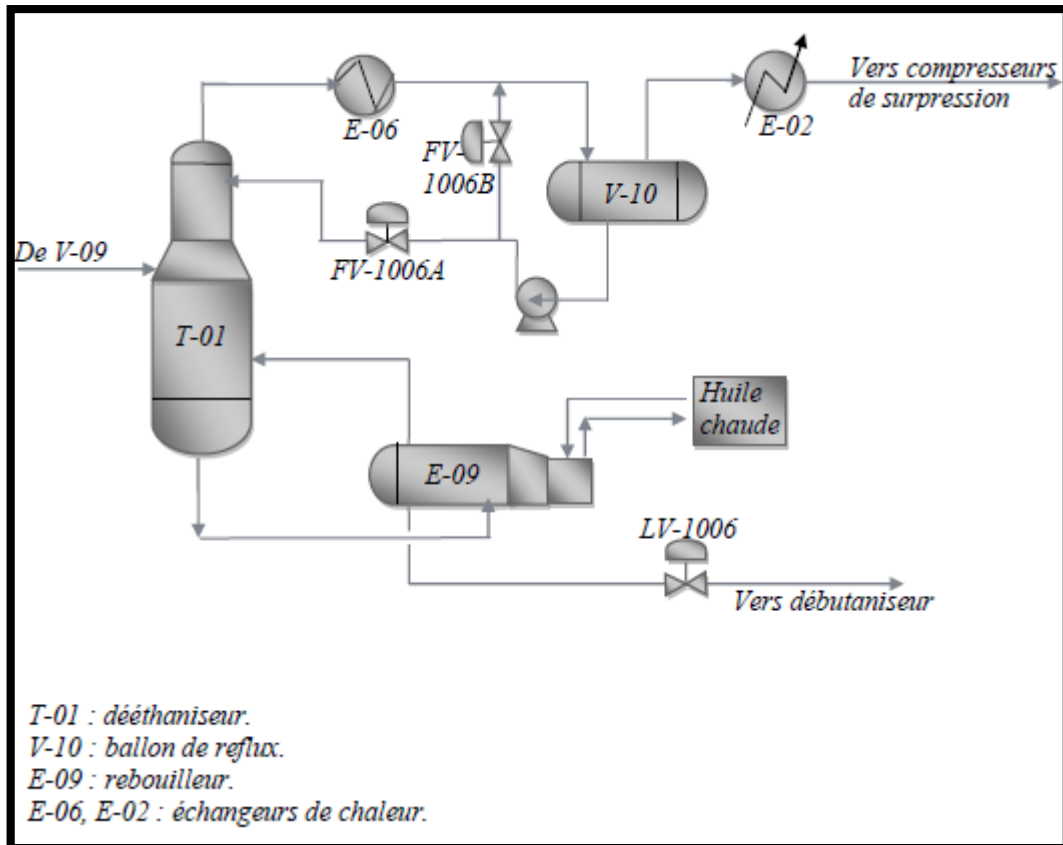 Vers compresseurs
de surpression
E-06
E-02
FV-
1006B
V-10
De V-09
FV-1006A
T-01
Huile
chaude
E-09
LV-1006
Vers débutaniseur
T-01 : dééthaniseur.
V-10 : ballon de reflux.
E-09 : rebouilleur.
E-06, E-02 : échangeurs de chaleur.